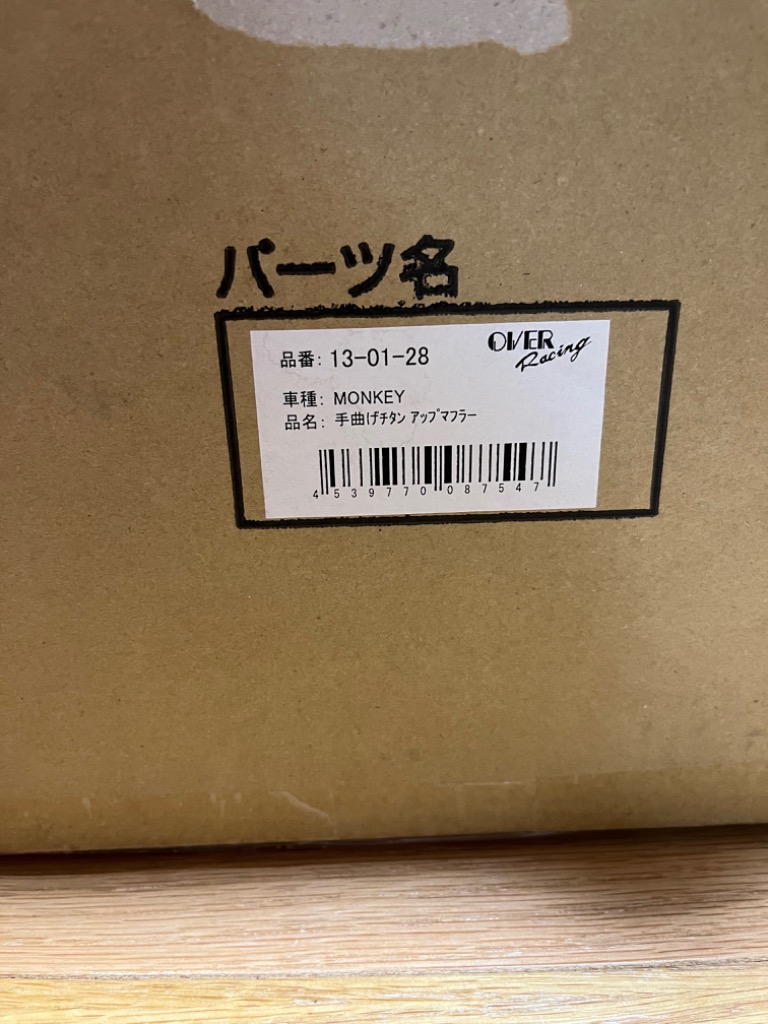 パーツ名
品番: 13-01-28
OVER
Racing
車種: MONKEY
品名: 手曲げチタン アップマフラー
4539770087547